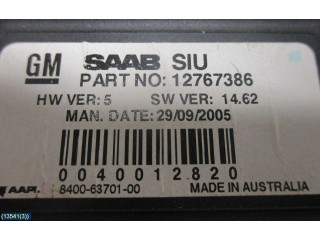 GM SAAB SIU
PART NO: 12767386
HW VER: 5 SW VER: 14.62
MAN. DATE: 29/09/2005
0040012820
AAPL 8400-63701-00 MADE IN AUSTRALIA
(13541(3))